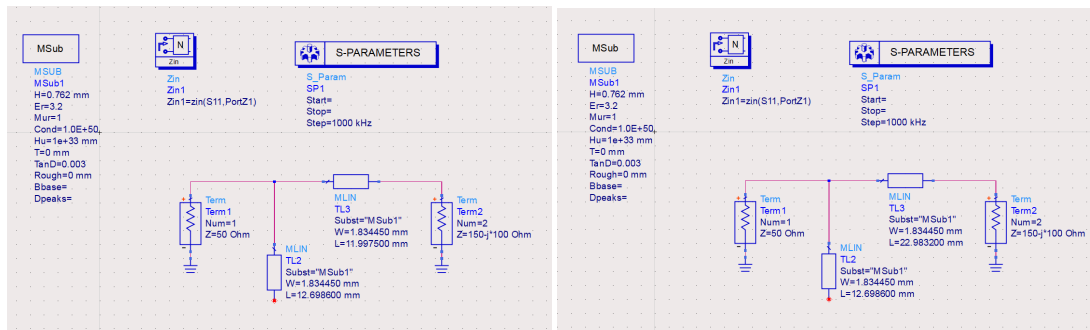 MSub
MSUB
MSub1
H=0.762 mm
Er=3.2
Mur=1
Cond=1.0E+50
Hu=1e+33 mm
T=0 mm
TanD=0.003
Rough=0 mm
Bbase=
Dpeaks=
N
Zin
Zin
Zin1
Zin1=zin(S11,PortZ1)
S-PARAMETERS
S_Param
SP1
Start=
Stop=
Step=1000 kHz
Term
Term1
Num=1
Z=50 Ohm
MLIN
TL3
Subst="MSub1"
W=1.834450 mm
L=11.997500 mm
MLIN
TL2
Subst="MSub1"
W=1.834450 mm
L=12.698600 mm
Term
Term2
Num=2
Z=150-j*100 Ohm
MSub
MSUB
MSub1
H=0.762 mm
Er=3.2
Mur=1
Cond=1.0E+50
Hu=1e+33 mm
T=0 mm
TanD=0.003
Rough=0 mm
Bbase=
Dpeaks=
N
Zin
Zin
Zin1
Zin1=zin(S11,PortZ1)
S-PARAMETERS
S_Param
SP1
Start=
Stop=
Step=1000 kHz
Term
Term1
Num=1
Z=50 Ohm
MLIN
TL3
Subst="MSub1"
W=1.834450 mm
L=22.983200 mm
MLIN
TL2
Subst="MSub1"
W=1.834450 mm
L=12.698600 mm
Term
Term2
Num=2
Z=150-j*100 Ohm